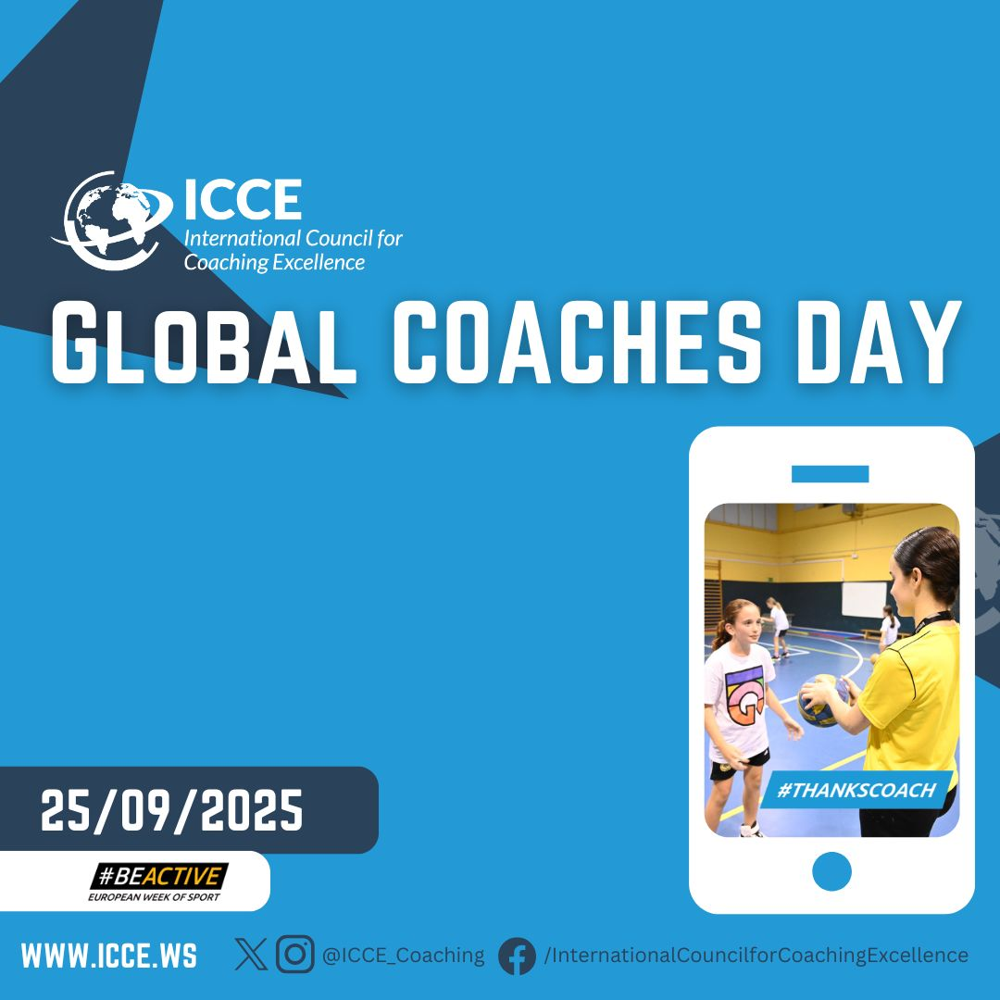 ICCE
International Council for
Coaching Excellence
GLOBAL COACHES DAY
#THANKSCOACH
25/09/2025
#BEACTIVE
EUROPEAN WEEK OF SPORT
WWW.ICCE.WS
@ICCE_Coaching
/InternationalCouncilforCoachingExcellence